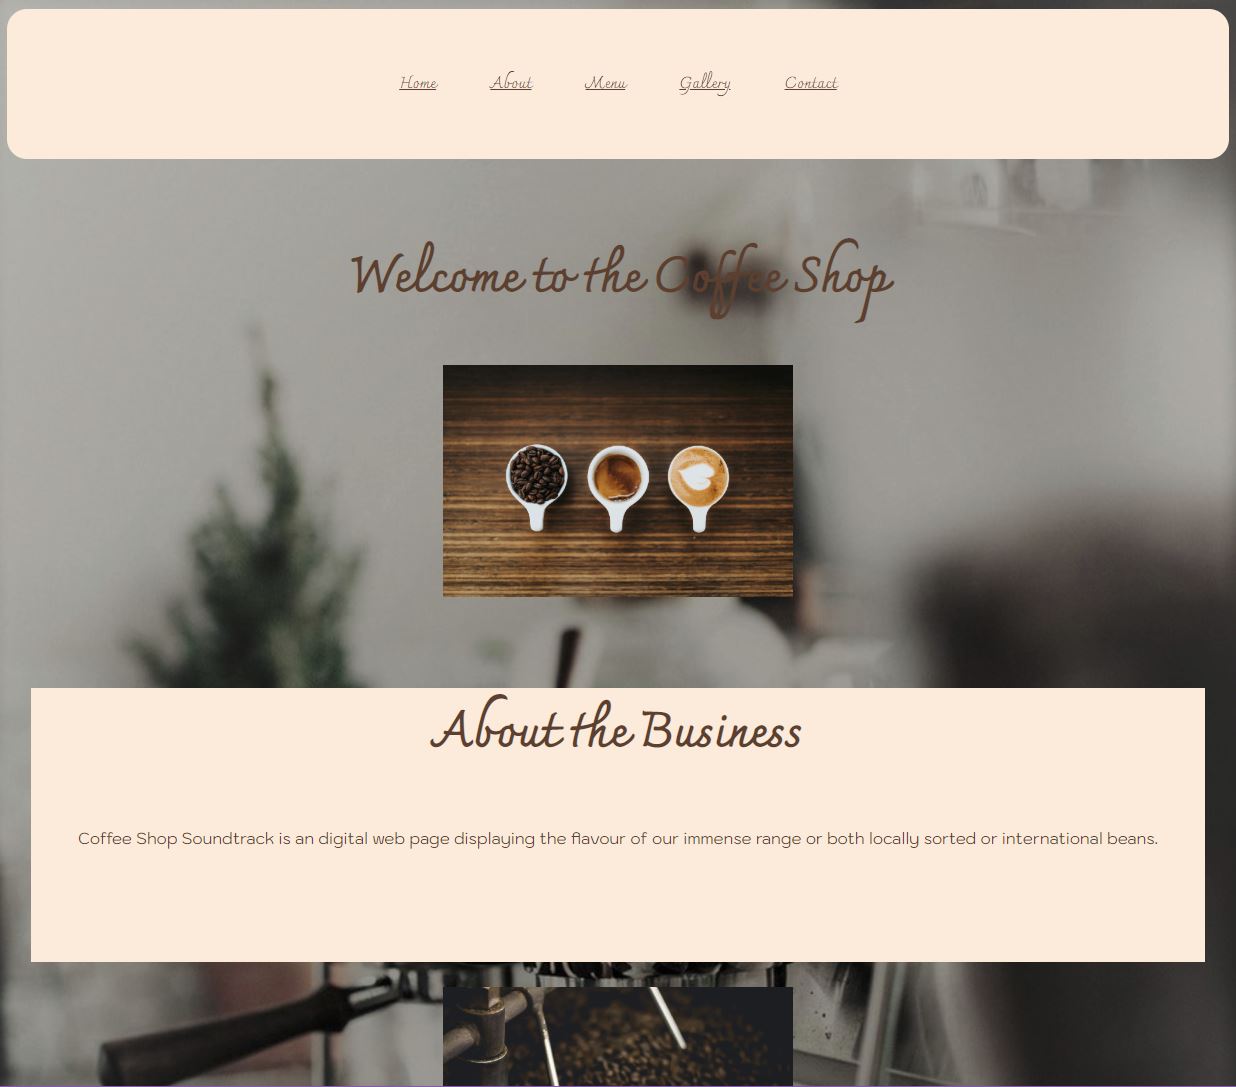 Home About Menu Gallery Contact
Welcome to the Coffee Shop
About the Business
Coffee Shop Soundtrack is an digital web page displaying the flavour of our immense range or both locally sorted or international beans.